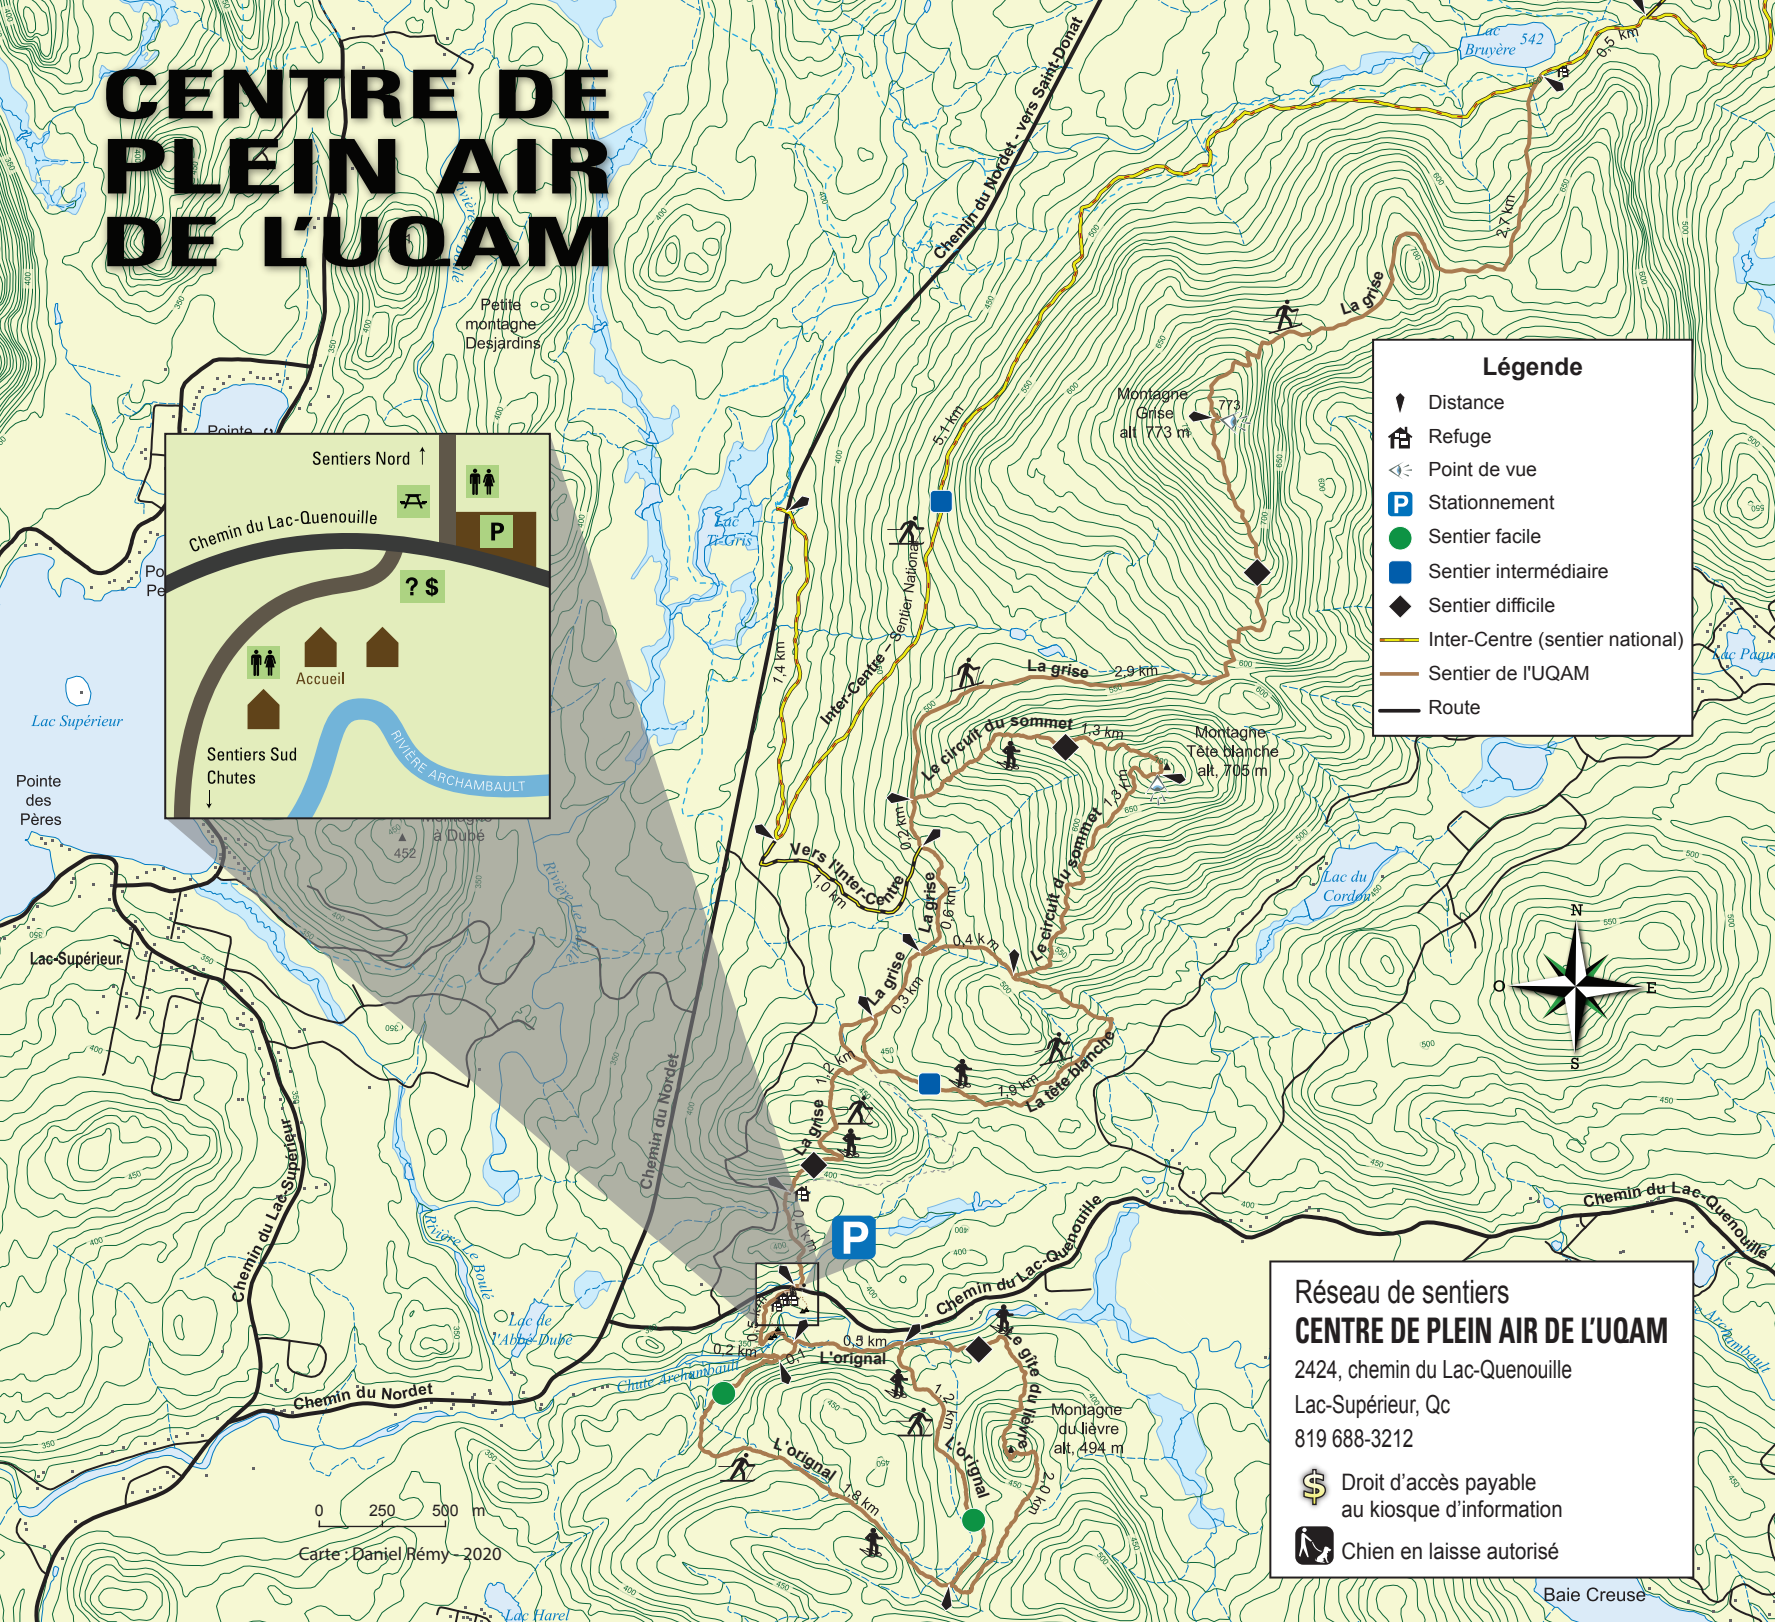 CENTRE DE
PLEIN AIR
DE L'UQAM
Lac
Bruyère 542
0,5 km
Chemin du Nordet - vers Saint-Donat
2,7 km
La grise
Petite
montagne
Desjardins
Montagne
Grise
alt 773 m
773
5,1 km
Légende
Distance
Refuge
Point de vue
P Stationnement
Sentier facile
Sentier intermédiaire
Sentier difficile
Inter-Centre (sentier national)
Sentier de l'UQAM
Route
Pointe
Sentiers Nord ↑
Chemin du Lac-Quenouille
P
? $
Accueil
Sentiers Sud
Chutes
↓
RIVIÈRE ARCHAMBAULT
Lac
Ti-Gris
1,4 km
Inter-Centre – Sentier National
La grise
2,9 km
Le circuit du sommet
1,3 km
Montagne
Tête blanche
alt, 705 m
Lac Supérieur
Pointe
des
Pères
à Dubé
452
Vers l'Inter-Centre
1,0 km
0,2 km
La grise
0,6 km
Le circuit du sommet
1,3 km
0,4 km
La grise
0,3 km
Lac du
Cordon
Lac-Supérieur
Rivière Le Boulé
N
O
E
S
1,2 km
La grise
1,9 km
La tête blanche
Chemin du Nordet
0,4 km
P
Chemin du Lac-Supérieur
Rivière Le Boulé
Chemin du Lac-Quenouille
Chemin du Lac-Quenouille
Lac de
l'Abbé-Dubé
0,2 km
0,1
0,5 km
L'orignal
Chute Archambault
Chemin du Nordet
Le gîte du lièvre
1,2 km
L'orignal
Montagne
du lièvre
alt, 494 m
2,0 km
L'orignal
1,8 km
0 250 500 m
Carte : Daniel Rémy - 2020
Lac Harel
Réseau de sentiers
CENTRE DE PLEIN AIR DE L'UQAM
2424, chemin du Lac-Quenouille
Lac-Supérieur, Qc
819 688-3212
$ Droit d'accès payable
au kiosque d'information
Chien en laisse autorisé
Archambault
Baie Creuse